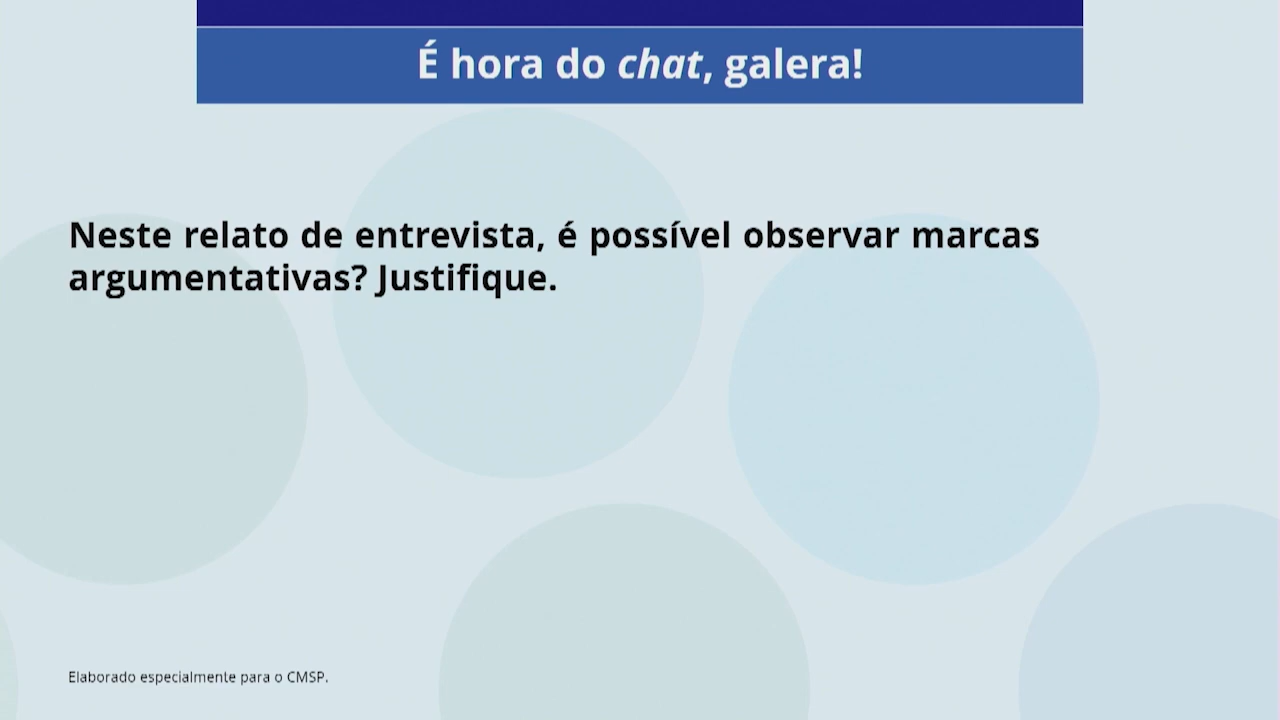 É hora do chat, galera!
Neste relato de entrevista, é possível observar marcas
argumentativas? Justifique.
Elaborado especialmente para o CMSP.